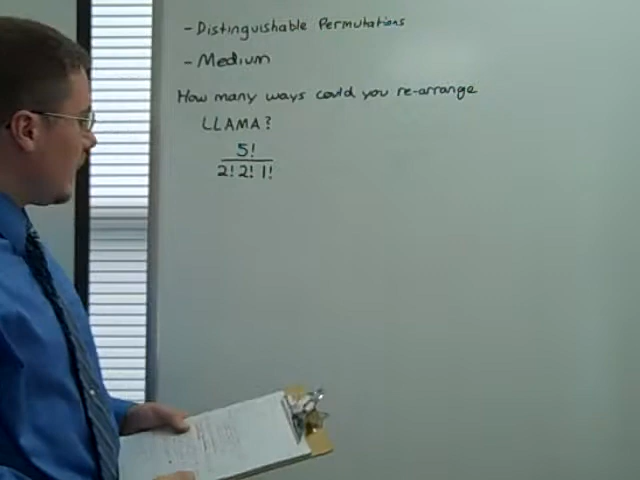 - Distinguishable Permutations
- Medium
How many ways could you re-arrange
LLAMA?
5!
2! 2! 1!